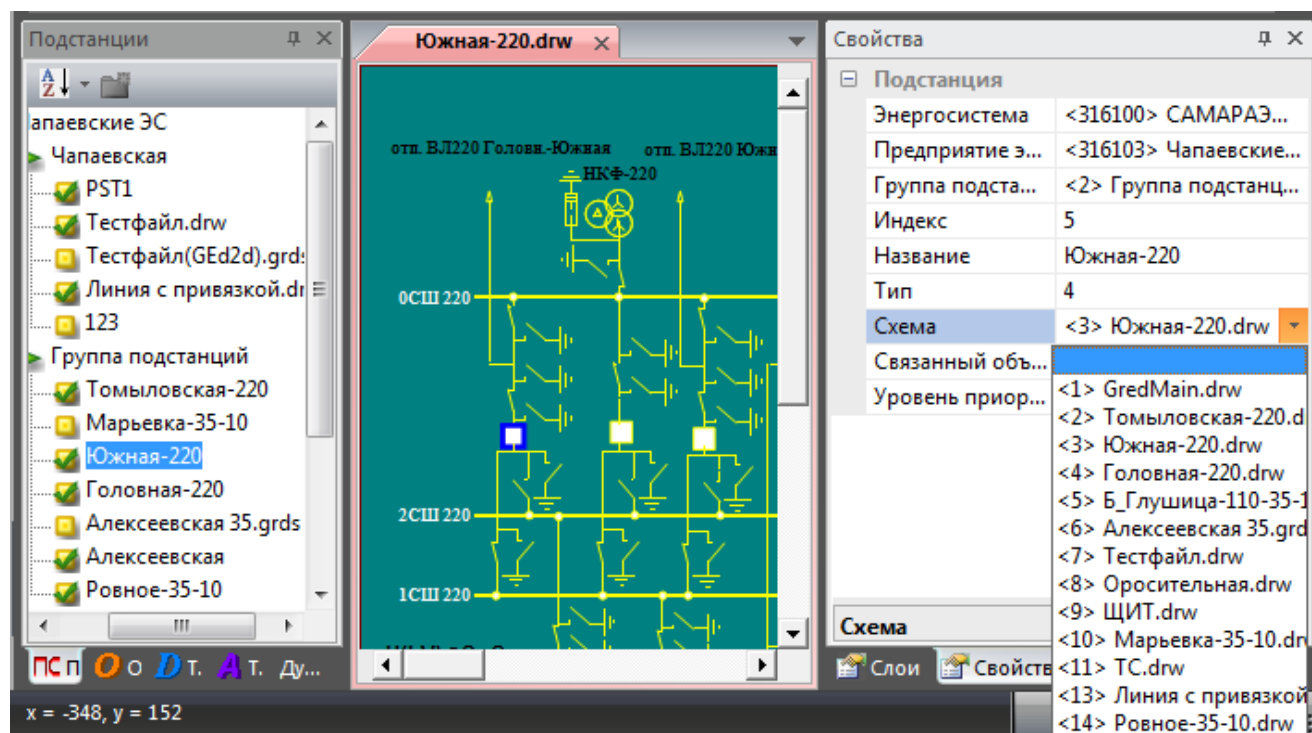 Подстанции
апаевские ЭС
Чапаевская
PST1
Тестфайл.drw
Тестфайл(GEd2d).grd
Линия с привязкой.dr
123
Группа подстанций
Томыловская-220
Марьевка-35-10
Южная-220
Головная-220
Алексеевская 35.grds
Алексеевская
Ровное-35-10
ПС П О о D Т. А Т. Ду...
x = -348, y = 152
Южная-220.drw
отп. ВЛ220 Головн.-Южная отп. ВЛ220 Южн
НКФ-220
0СШ 220
2СШ 220
1СШ 220
Свойства
Подстанция
Энергосистема <316100> САМАРАЭ...
Предприятие э... <316103> Чапаевские...
Группа подста... <2> Группа подстанц...
Индекс 5
Название Южная-220
Тип 4
Схема <3> Южная-220.drw
Связанный объ...
Уровень приор...
<1> GredMain.drw
<2> Томыловская-220.d
<3> Южная-220.drw
<4> Головная-220.drw
<5> Б_Глушица-110-35-1
<6> Алексеевская 35.grd
<7> Тестфайл.drw
<8> Оросительная.drw
<9> ЩИТ.drw
<10> Марьевка-35-10.dr
<11> ТС.drw
<13> Линия с привязкой
<14> Ровное-35-10.drw
Схема
Слои Свойств